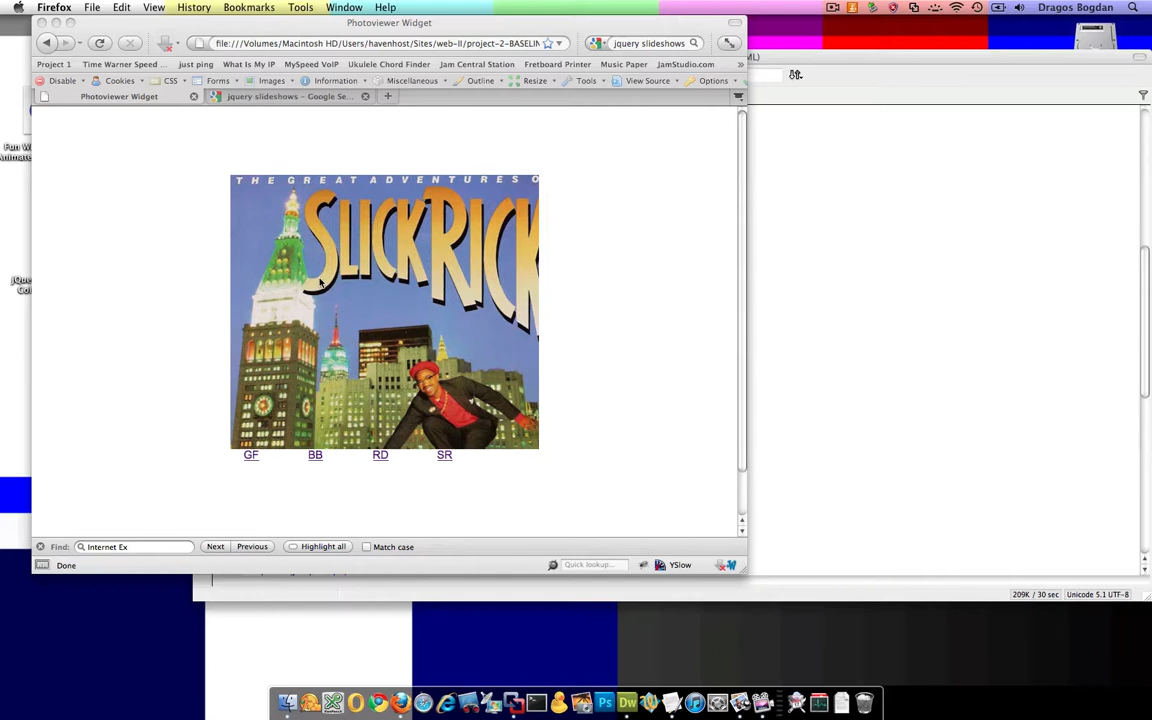 Firefox File Edit View History Bookmarks Tools Window Help Dragos Bogdan
Photoviewer Widget
file:///Volumes/Macintosh HD/Users/havenhost/Sites/web-II/project-2-BASELIN jquery slideshows
Project 1 Time Warner Speed ... just ping What Is My IP MySpeed VoIP Ukulele Chord Finder Jam Central Station Fretboard Printer Music Paper JamStudio.com »
Disable Cookies CSS Forms Images Information Miscellaneous Outline Resize Tools View Source Options
Photoviewer Widget jquery slideshows – Google Se...
THE GREAT ADVENTURES O
SLICK RICK
GF BB RD SR
Find: Internet Ex Next Previous Highlight all Match case
Done Quick lookup... YSlow
209K / 30 sec Unicode 5.1 UTF-8
Ps Dw